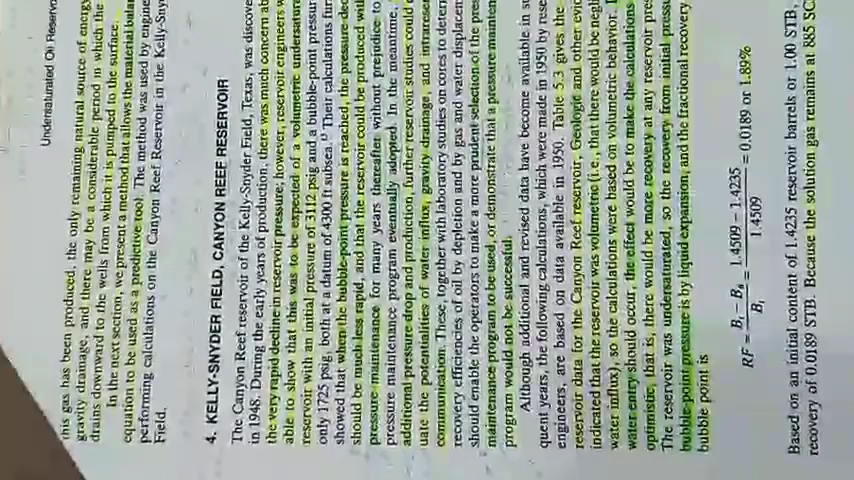 Undersaturated Oil Reservo
this gas has been produced, the only remaining natural source of energy
gravity drainage, and there may be a considerable period in which the
drains downward to the wells from which it is pumped to the surface.
In the next section, we present a method that allows the material balan
equation to be used as a predictive tool. The method was used by engine
performing calculations on the Canyon Reef Reservoir in the Kelly-Sny
Field.
4. KELLY-SNYDER FIELD, CANYON REEF RESERVOIR
The Canyon Reef reservoir of the Kelly-Snyder Field, Texas, was discove
in 1948. During the early years of production, there was much concern ab
the very rapid decline in reservoir pressure; however, reservoir engineers w
able to show that this was to be expected of a volumetric undersatura
reservoir with an initial pressure of 3112 psig and a bubble-point pressur
only 1725 psig, both at a datum of 4300 ft subsea. Their calculations fur
showed that when the bubble-point pressure is reached, the pressure dec
should be much less rapid, and that the reservoir could be produced wit
pressure maintenance for many years thereafter without prejudice to
pressure maintenance program eventually adopted. In the meantime,
additional pressure drop and production, further reservoir studies could e
uate the potentialities of water influx, gravity drainage, and intrarese
communication. These, together with laboratory studies on cores to deter
recovery efficiencies of oil by depletion and by gas and water displacem
should enable the operators to make a more prudent selection of the pres
maintenance program to be used, or demonstrate that a pressure mainten
program would not be successful.
Although additional and revised data have become available in su
quent years, the following calculations, which were made in 1950 by rese
engineers, are based on data available in 1950. Table 5.3 gives the
reservoir data for the Canyon Reef reservoir. Geologic and other evi
indicated that the reservoir was volumetric (i.e., that there would be negli
water influx), so the calculations were based on volumetric behavior. I
water entry should occur, the effect would be to make the calculations
optimistic, that is, there would be more recovery at any reservoir pres
The reservoir was undersaturated, so the recovery from initial pressu
bubble-point pressure is by liquid expansion, and the fractional recovery
bubble point is
RF = (Bₜ − Bₜᵢ)/Bₜ = (1.4509 − 1.4235)/1.4509 = 0.0189 or 1.89%
Based on an initial content of 1.4235 reservoir barrels or 1.00 STB,
recovery of 0.0189 STB. Because the solution gas remains at 885 SC